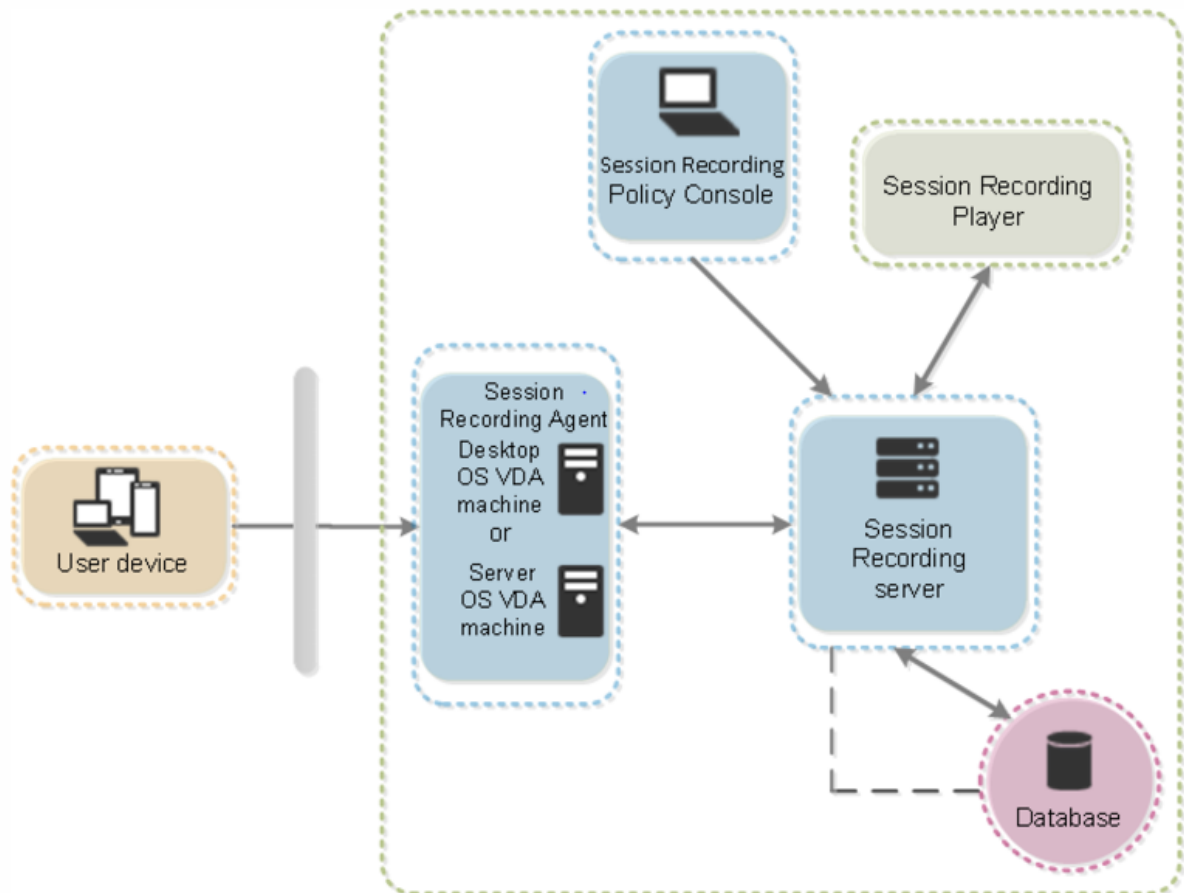 Session Recording
Policy Console
Session Recording
Player
Session
Recording Agent
Desktop
OS VDA
machine
or
Server
OS VDA
machine
User device
Session
Recording
server
Database